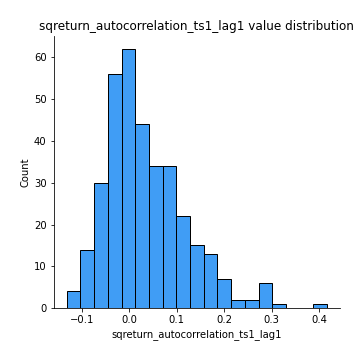 sqreturn_autocorrelation_ts1_lag1 value distribution
60
50
40
30
20
10
0
Count
−0.1 0.0 0.1 0.2 0.3 0.4
sqreturn_autocorrelation_ts1_lag1